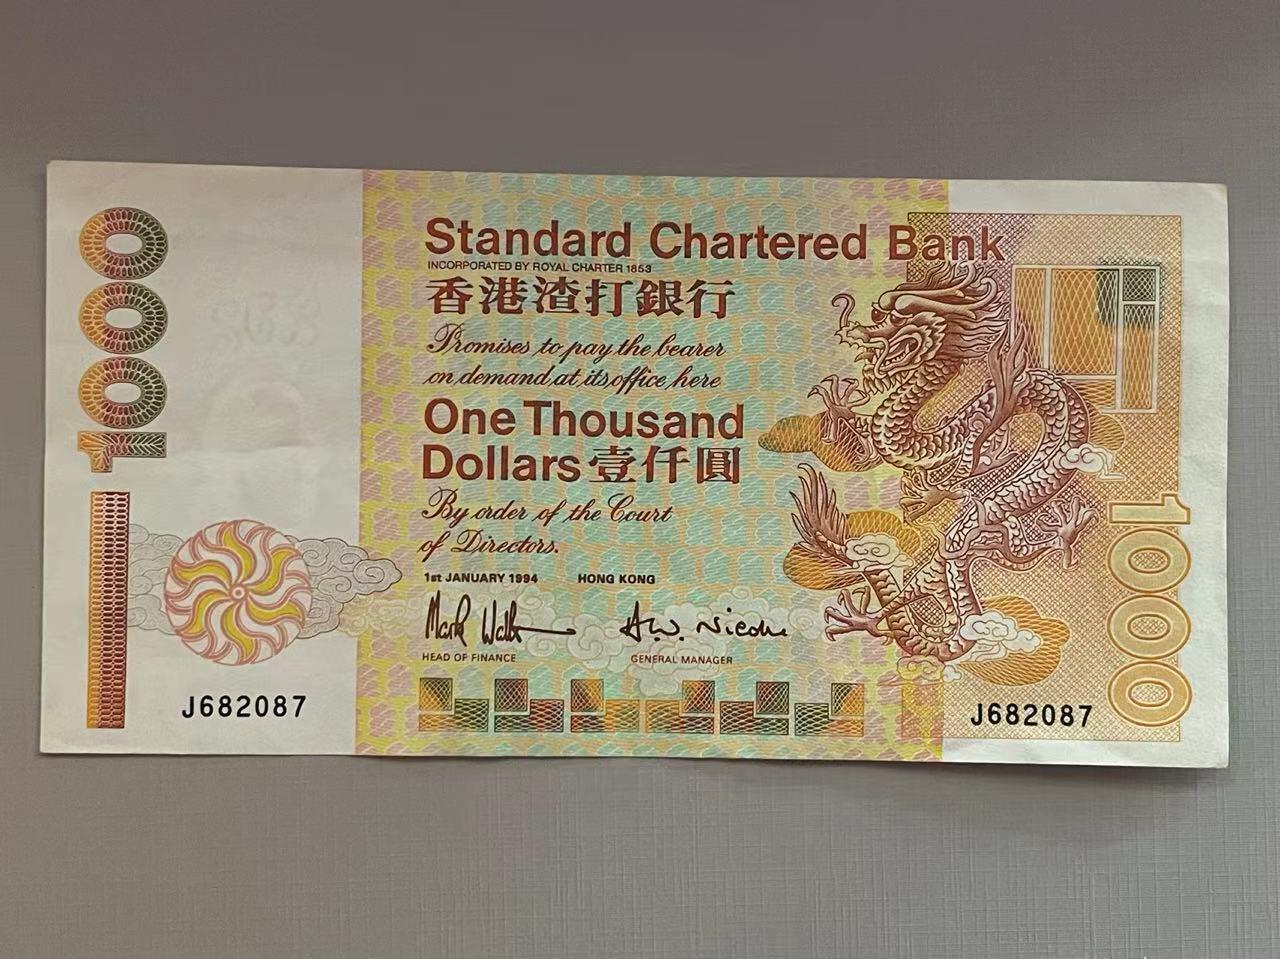 1000
Standard Chartered Bank
INCORPORATED BY ROYAL CHARTER 1853
香港渣打銀行
Promises to pay the bearer
on demand at its office here
One Thousand
Dollars 壹仟圓
By order of the Court
of Directors.
1st JANUARY 1994 HONG KONG
HEAD OF FINANCE GENERAL MANAGER
J682087
J682087
1000